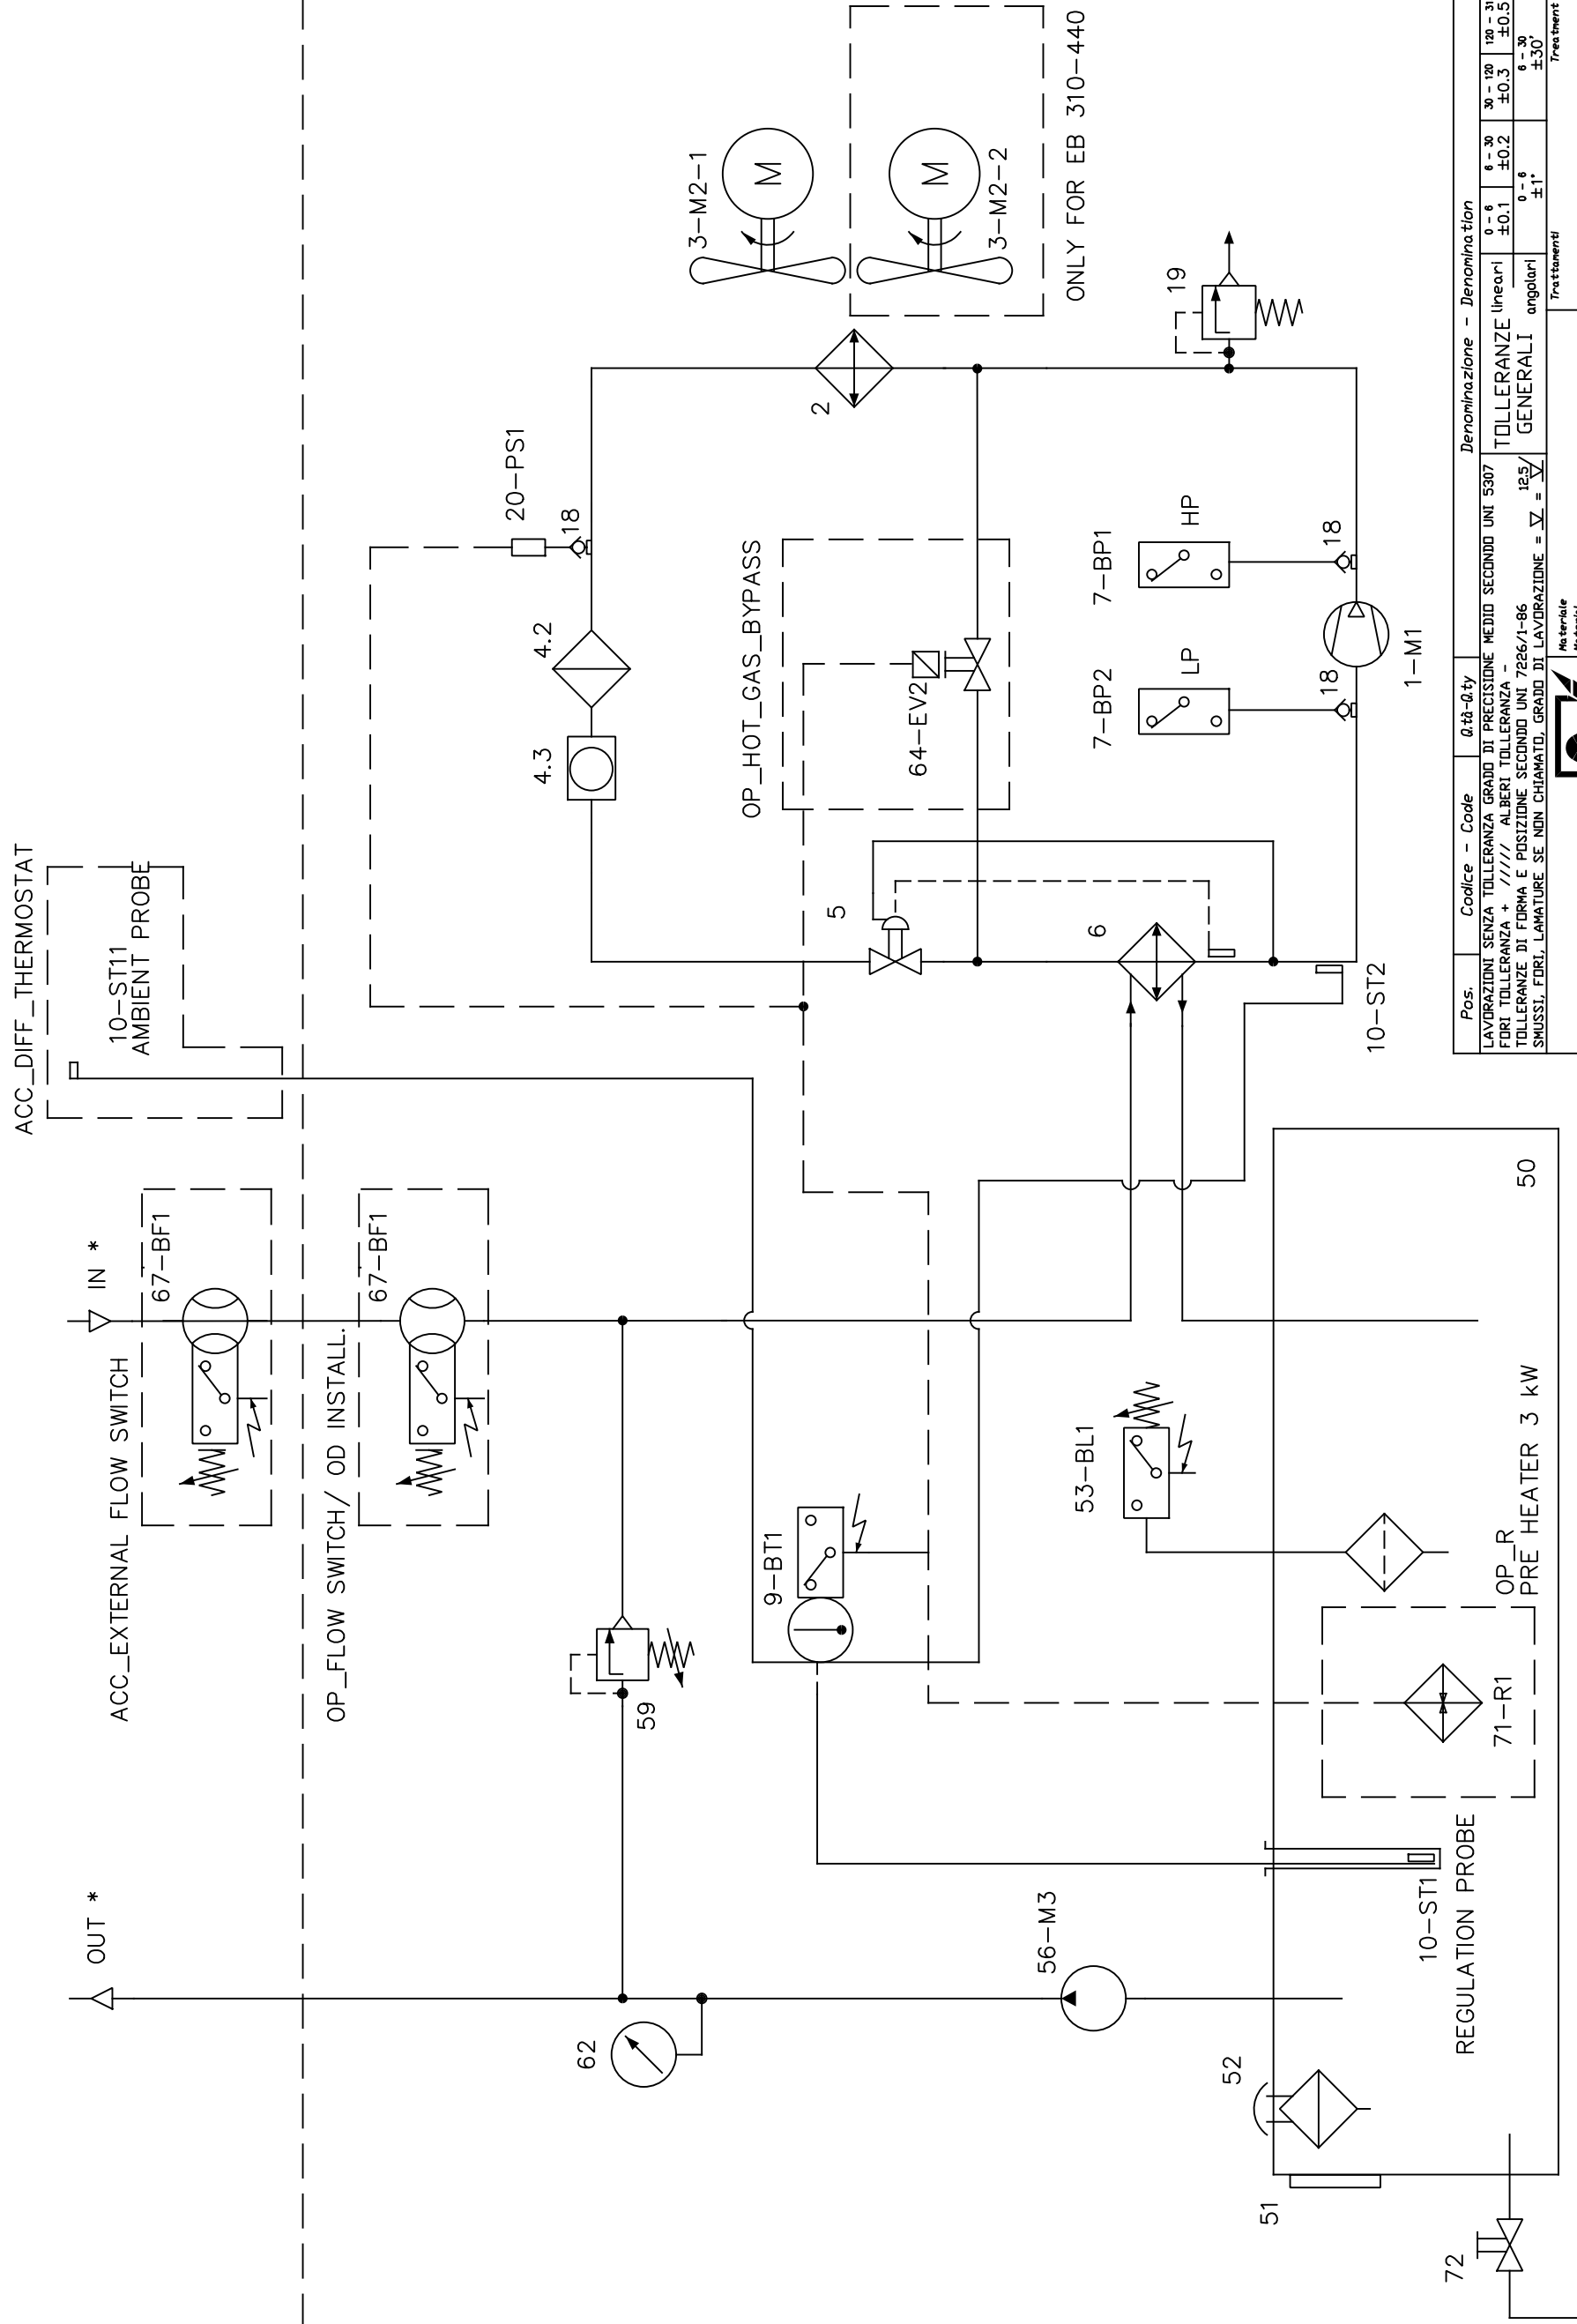 ACC_DIFF_THERMOSTAT
10-ST11
AMBIENT PROBE
IN *
OUT *
ACC_EXTERNAL FLOW SWITCH
67-BF1
OP_FLOW SWITCH/ OD INSTALL.
67-BF1
20-PS1
18
4.2
4.3
2
3-M2-1
M
M
3-M2-2
ONLY FOR EB 310-440
OP_HOT_GAS_BYPASS
64-EV2
19
5
6
7-BP1
HP
7-BP2
LP
18
18
1-M1
10-ST2
62
59
9-BT1
53-BL1
56-M3
52
51
72
50
OP_R
PRE HEATER 3 kW
71-R1
10-ST1
REGULATION PROBE
Pos.
Codice - Code
Q.tà-Q.ty
Denominazione - Denomination
LAVORAZIONI SENZA TOLLERANZA GRADO DI PRECISIONE MEDIO SECONDO UNI 5307
FORI TOLLERANZA + ///// ALBERI TOLLERANZA -
TOLLERANZE DI FORMA E POSIZIONE SECONDO UNI 7226/1-86
SMUSSI, FORI, LAMATURE SE NON CHIAMATO, GRADO DI LAVORAZIONE = = 12.5
TOLLERANZE lineari
GENERALI angolari
0 - 6
±0.1
6 - 30
±0.2
30 - 120
±0.3
±0.5
0 - 6
±1°
6 - 30
±30'
Materiale
Trattamenti
Treatment